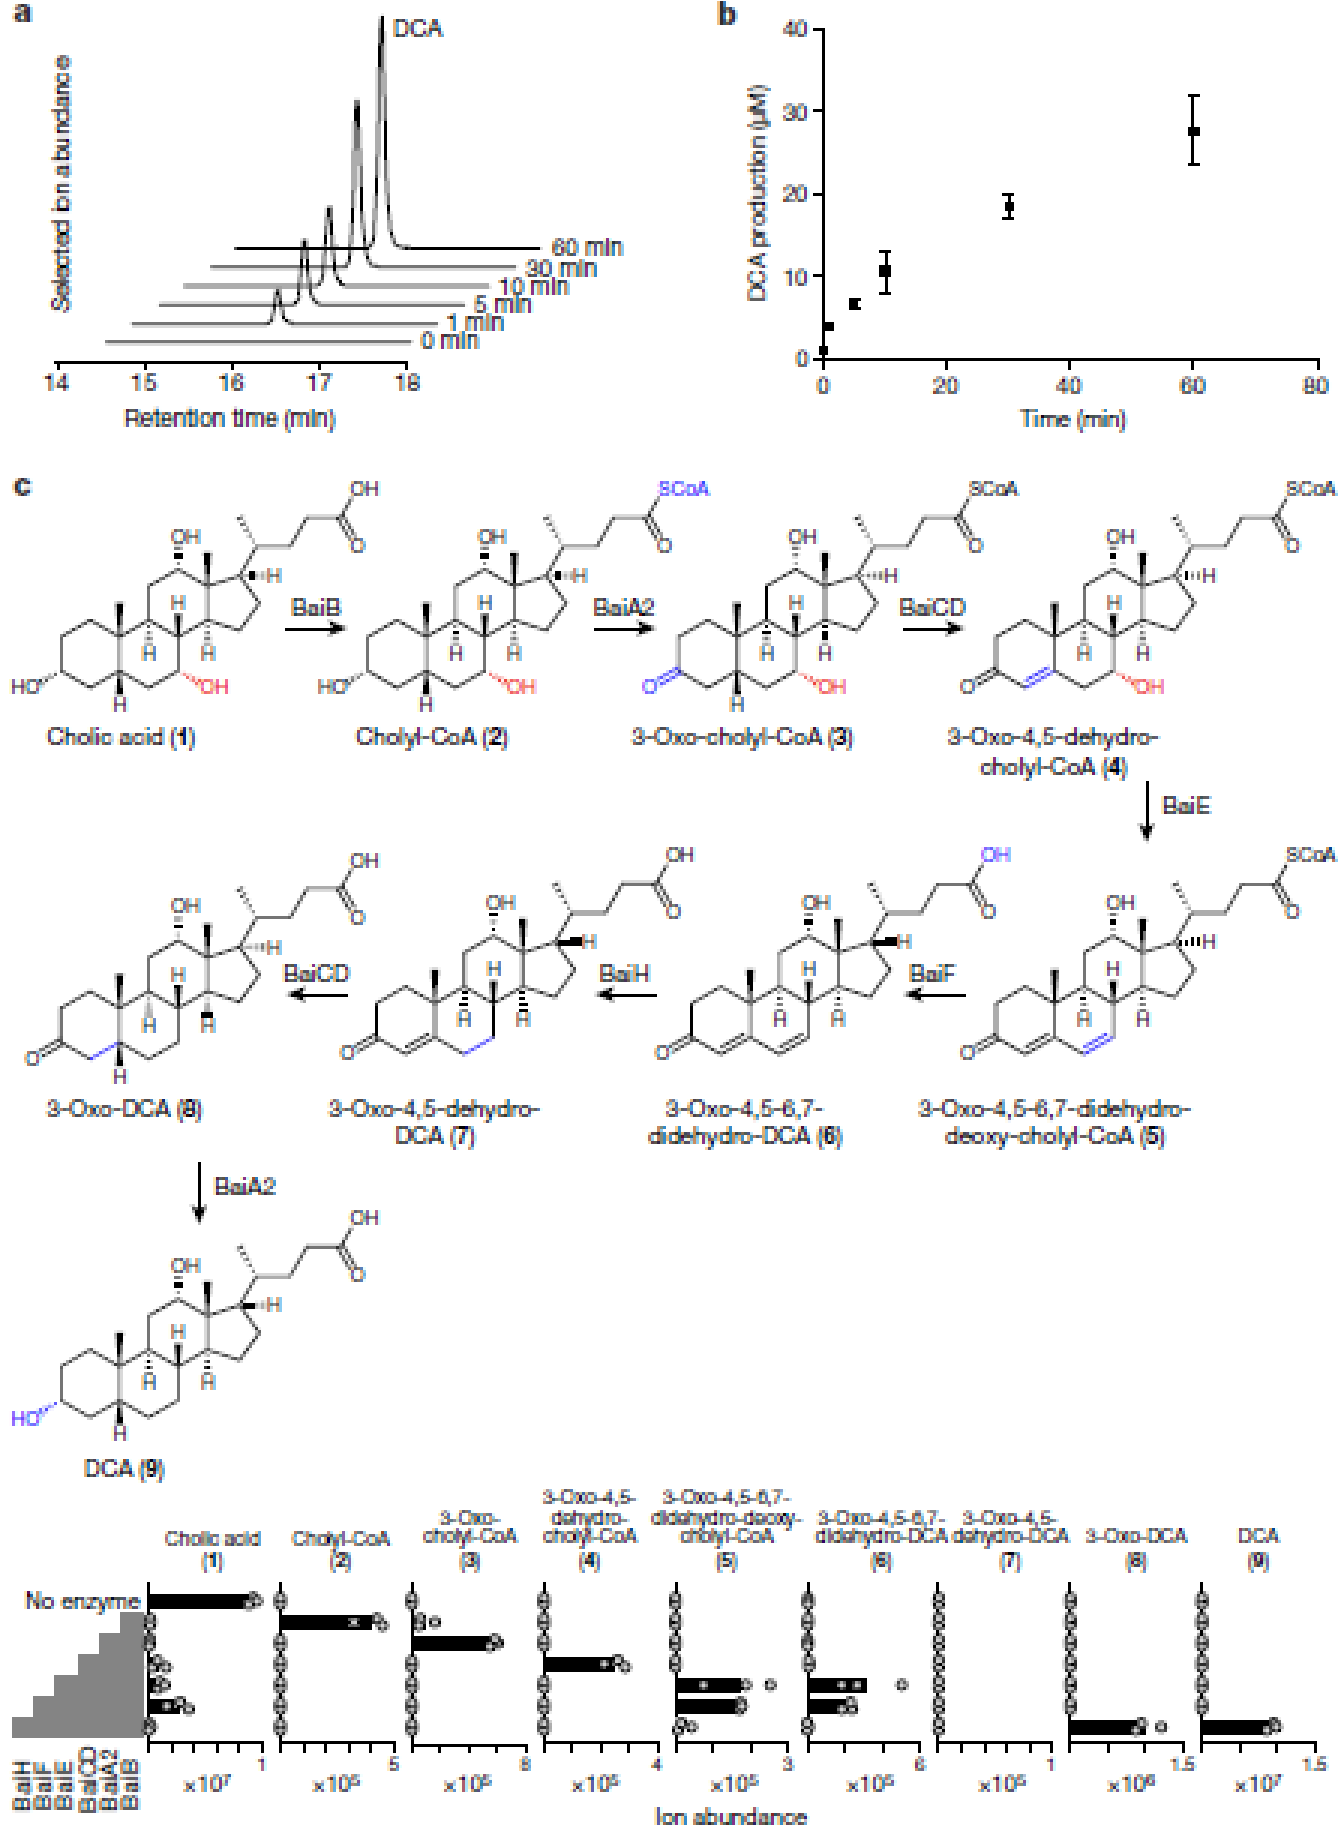 a
DCA
Selected ion abundance
60 min
30 min
10 min
5 min
1 min
0 min
14 15 16 17 18
Retention time (min)
b
40
30
20
10
0
DCA production (µM)
0 20 40 60 80
Time (min)
c
OH SCoA SCoA SCoA
O O O O
OH OH OH OH
H H H H
BaiB BaiA2 BaiCD
H H H H
H H H H H H H H
HO OH HO OH O OH O OH
H H H
Cholic acid (1) Cholyl-CoA (2) 3-Oxo-cholyl-CoA (3) 3-Oxo-4,5-dehydro-
cholyl-CoA (4)
BaiE
OH OH OH SCoA
O O O O
OH OH OH OH
H H H H
BaiCD BaiH BaiF
H H H H
H H H H H H H H
O O O O
H
3-Oxo-DCA (8) 3-Oxo-4,5-dehydro- 3-Oxo-4,5-6,7- 3-Oxo-4,5-6,7-didehydro-
DCA (7) didehydro-DCA (6) deoxy-cholyl-CoA (5)
BaiA2
OH
O
OH
H
H
H H
HO
H
DCA (9)
Cholic acid
(1)
Cholyl-CoA
(2)
3-Oxo-
cholyl-CoA
(3)
3-Oxo-4,5-
dehydro-
cholyl-CoA
(4)
3-Oxo-4,5-6,7-
didehydro-deoxy-
cholyl-CoA
(5)
3-Oxo-4,5-6,7-
didehydro-DCA
(6)
3-Oxo-4,5-
dehydro-DCA
(7)
3-Oxo-DCA
(8)
DCA
(9)
No enzyme
BaiH
BaiF
BaiE
BaiCD
BaiA2
BaiB
1 5 8 4 3 6 1 1.5 1.5
×10⁷ ×10⁶ ×10⁶ ×10⁷
Ion abundance